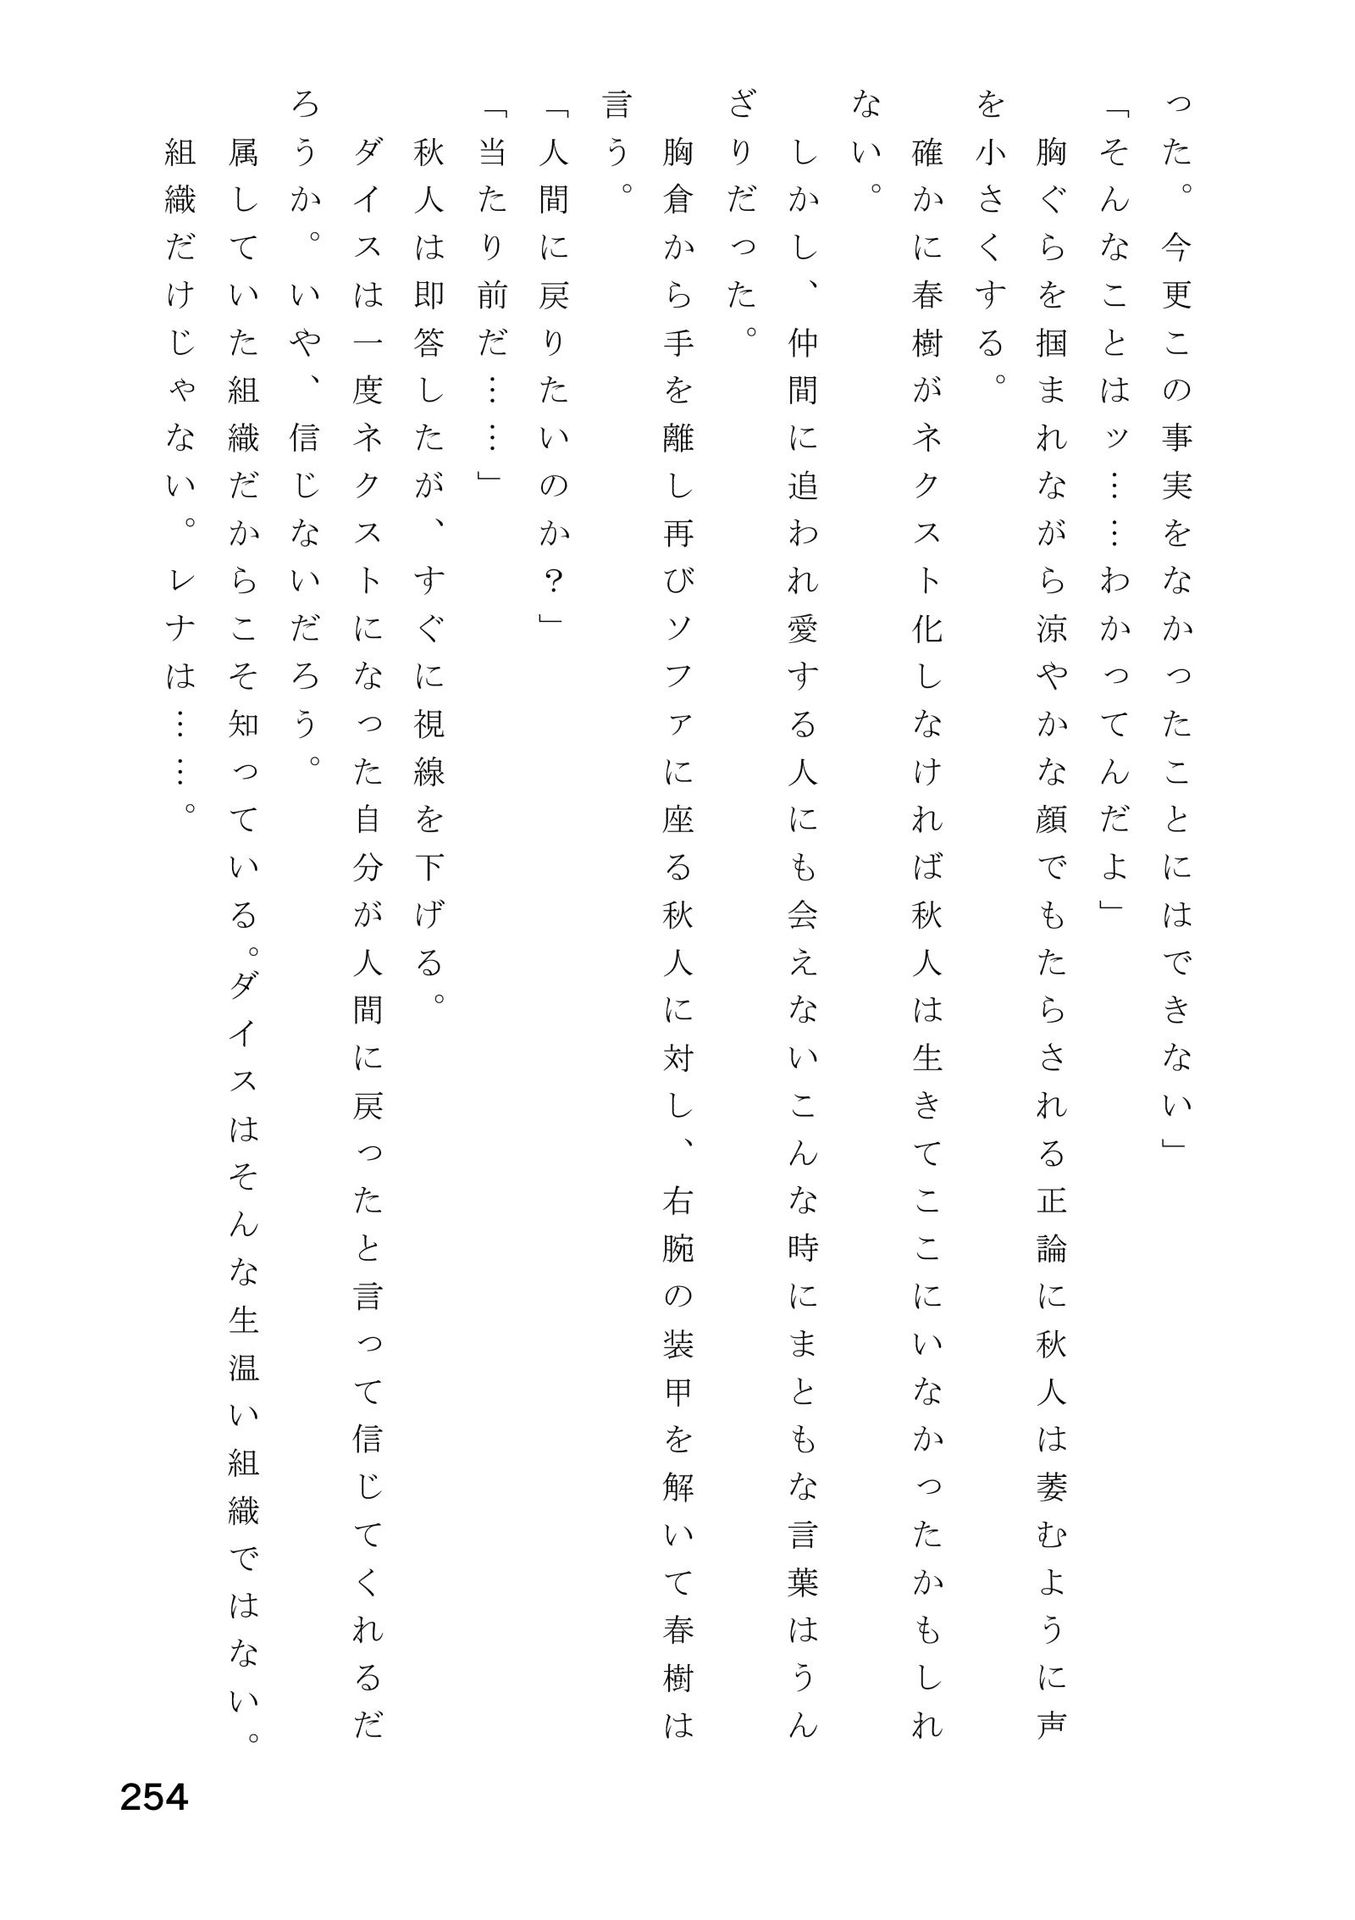 った。今更この事実をなかったことにはできない」
「そんなことはッ……わかってんだよ」
　胸ぐらを掴まれながら涼やかな顔でもたらされる正論に秋人は萎むように声
を小さくする。
　確かに春樹がネクスト化しなければ秋人は生きてここにいなかったかもしれ
ない。
　しかし、仲間に追われ愛する人にも会えないこんな時にまともな言葉はうん
ざりだった。
　胸倉から手を離し再びソファに座る秋人に対し、右腕の装甲を解いて春樹は
言う。
「人間に戻りたいのか？」
「当たり前だ……」
　秋人は即答したが、すぐに視線を下げる。
　ダイスは一度ネクストになった自分が人間に戻ったと言って信じてくれるだ
ろうか。いや、信じないだろう。
　属していた組織だからこそ知っている。ダイスはそんな生温い組織ではない。
　組織だけじゃない。レナは……。
254